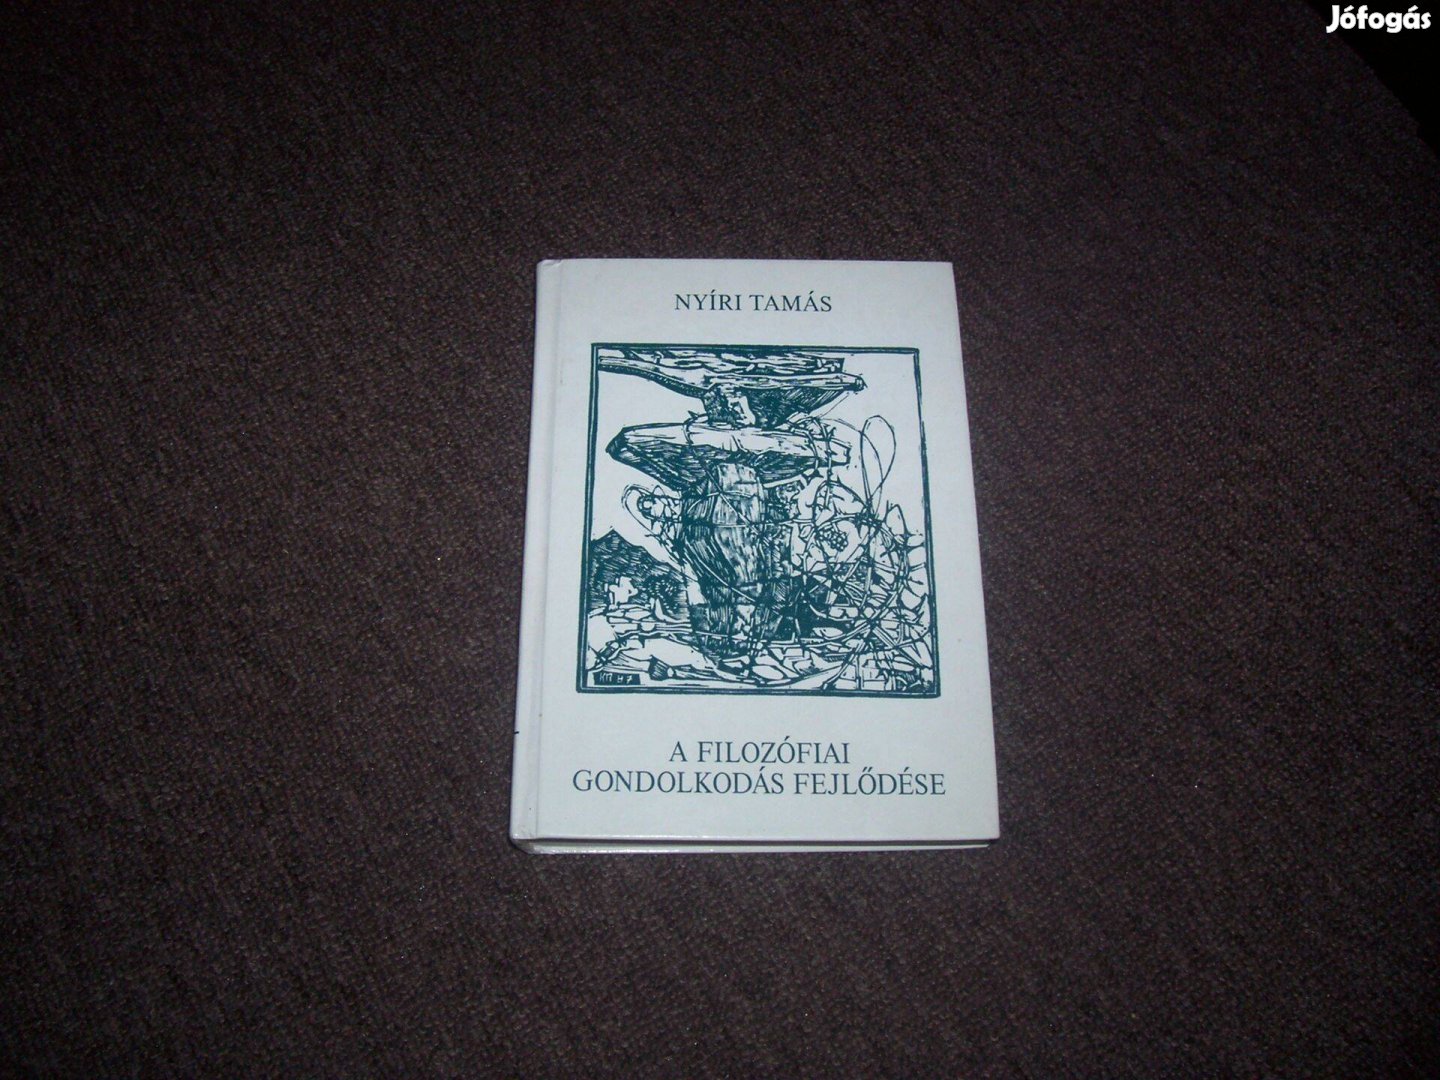 Jófogás
NYÍRI TAMÁS
A FILOZÓFIAI
GONDOLKODÁS FEJLŐDÉSE